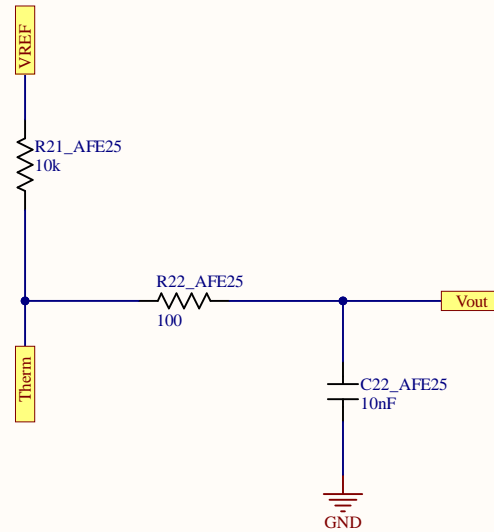 VREF
R21_AFE25
10k
R22_AFE25
100
Vout
Therm
C22_AFE25
10nF
GND